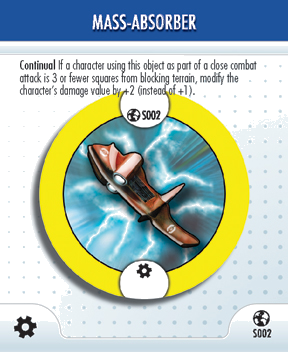 MASS-ABSORBER
Continual If a character using this object as part of a close combat
attack is 3 or fewer squares from blocking terrain, modify the
character's damage value by +2 (instead of +1).
S002
S002